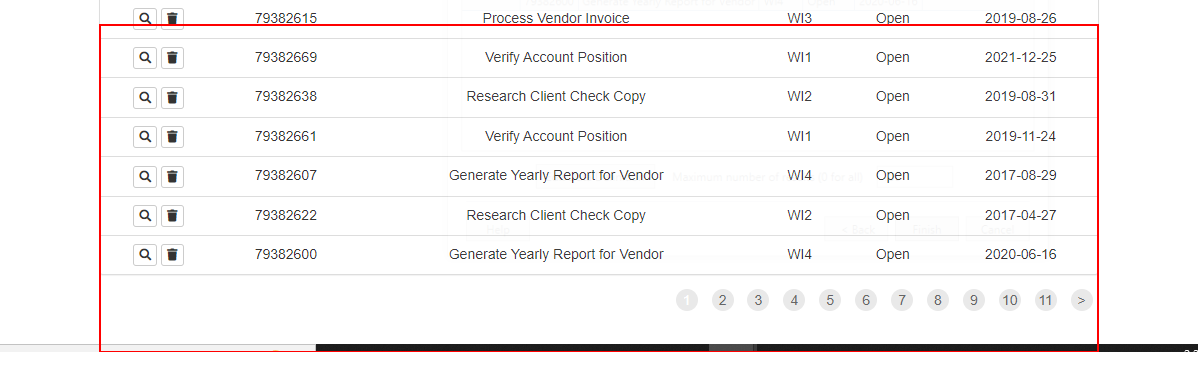 79382615 Process Vendor Invoice WI3 Open 2019-08-26
79382669 Verify Account Position WI1 Open 2021-12-25
79382638 Research Client Check Copy WI2 Open 2019-08-31
79382661 Verify Account Position WI1 Open 2019-11-24
79382607 Generate Yearly Report for Vendor WI4 Open 2017-08-29
79382622 Research Client Check Copy WI2 Open 2017-04-27
79382600 Generate Yearly Report for Vendor WI4 Open 2020-06-16
1 2 3 4 5 6 7 8 9 10 11 >